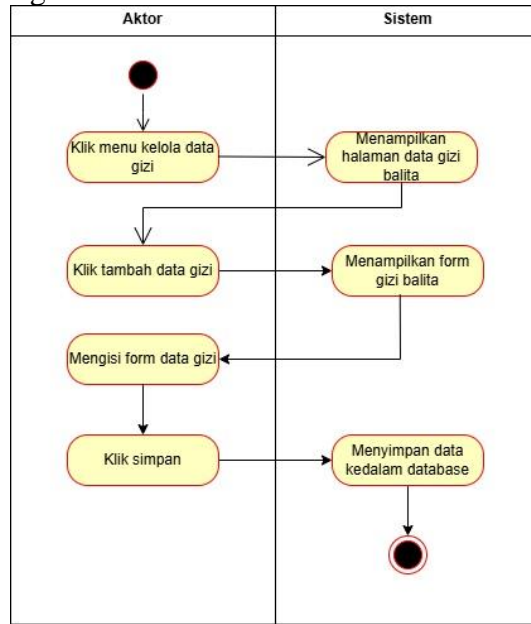 Aktor
Sistem
Klik menu kelola data
gizi
Menampilkan
halaman data gizi
balita
Klik tambah data gizi
Menampilkan form
gizi balita
Mengisi form data gizi
Klik simpan
Menyimpan data
kedalam database